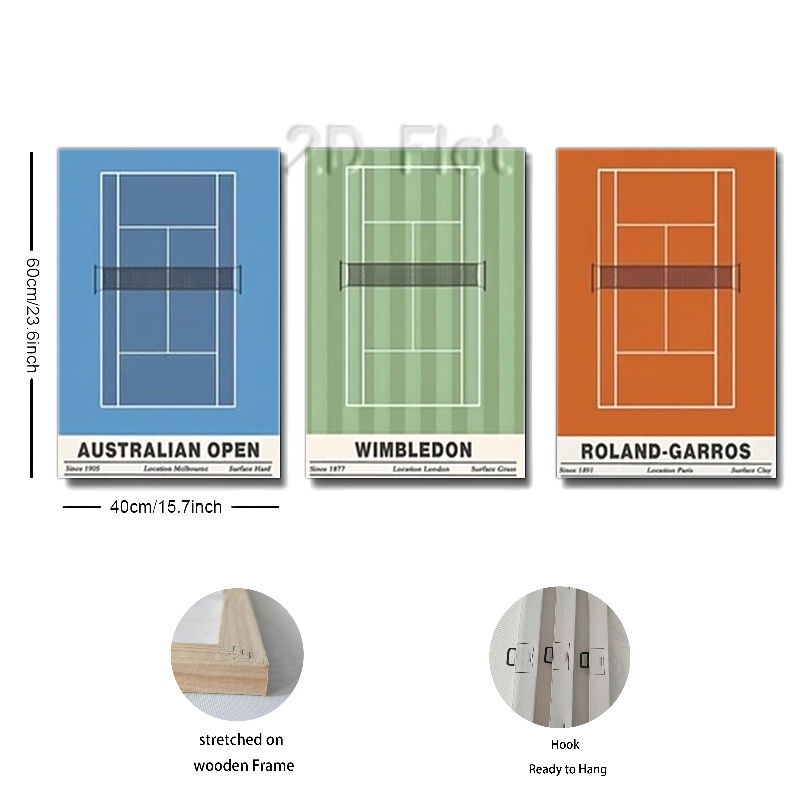 2D Flat
60cm/23.6inch
AUSTRALIAN OPEN
Since 1905 Location Melbourne Surface Hard
WIMBLEDON
Since 1877 Location London Surface Grass
ROLAND-GARROS
Since 1891 Location Paris Surface Clay
40cm/15.7inch
stretched on
wooden Frame
Hook
Ready to Hang